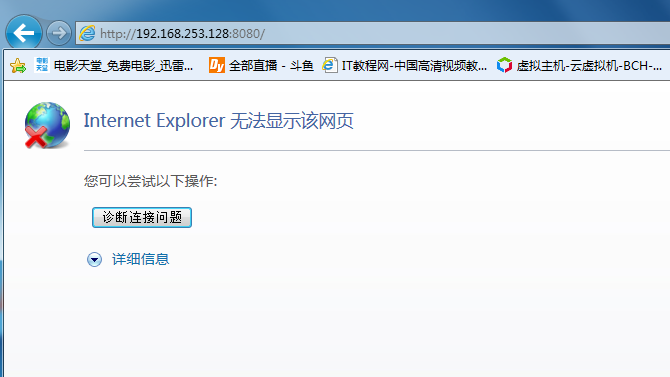 http://192.168.253.128:8080/
电影天堂_免费电影_迅雷... 全部直播 - 斗鱼 IT教程网-中国高清视频教... 虚拟主机-云虚拟机-BCH-...
Internet Explorer 无法显示该网页
您可以尝试以下操作:
诊断连接问题
详细信息